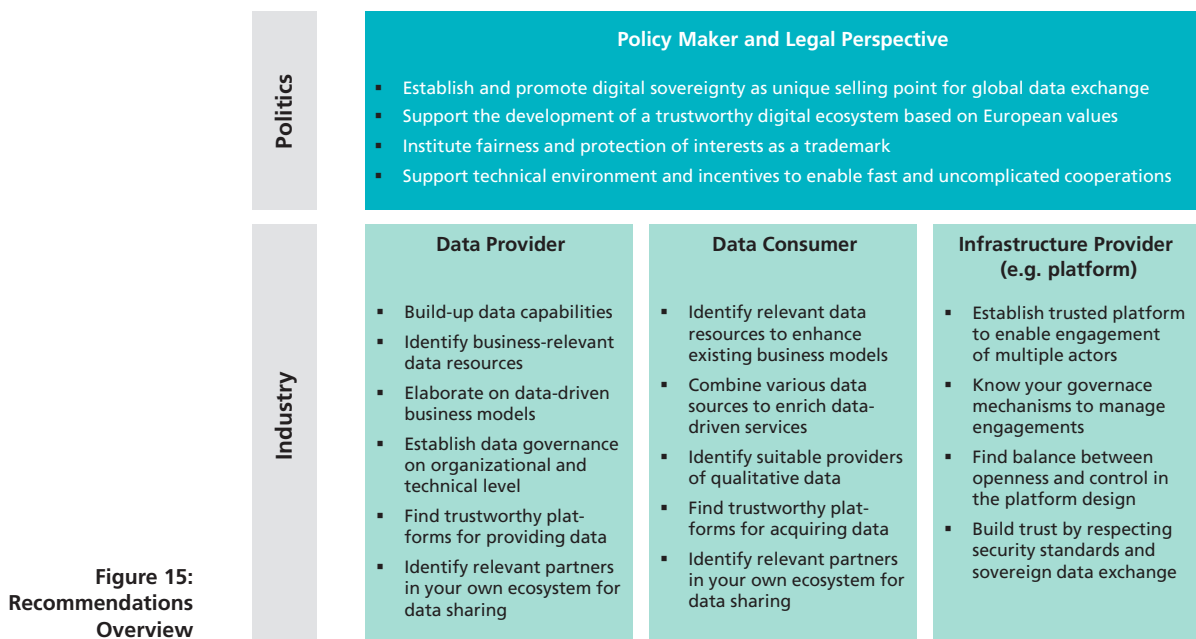 Politics
Policy Maker and Legal Perspective
▪ Establish and promote digital sovereignty as unique selling point for global data exchange
▪ Support the development of a trustworthy digital ecosystem based on European values
▪ Institute fairness and protection of interests as a trademark
▪ Support technical environment and incentives to enable fast and uncomplicated cooperations
Industry
Data Provider
▪ Build-up data capabilities
▪ Identify business-relevant
data resources
▪ Elaborate on data-driven
business models
▪ Establish data governance
on organizational and
technical level
▪ Find trustworthy plat-
forms for providing data
▪ Identify relevant partners
in your own ecosystem for
data sharing
Data Consumer
▪ Identify relevant data
resources to enhance
existing business models
▪ Combine various data
sources to enrich data-
driven services
▪ Identify suitable providers
of qualitative data
▪ Find trustworthy plat-
forms for acquiring data
▪ Identify relevant partners
in your own ecosystem for
data sharing
Infrastructure Provider
(e.g. platform)
▪ Establish trusted platform
to enable engagement
of multiple actors
▪ Know your governace
mechanisms to manage
engagements
▪ Find balance between
openness and control in
the platform design
▪ Build trust by respecting
security standards and
sovereign data exchange
Figure 15:
Recommendations
Overview